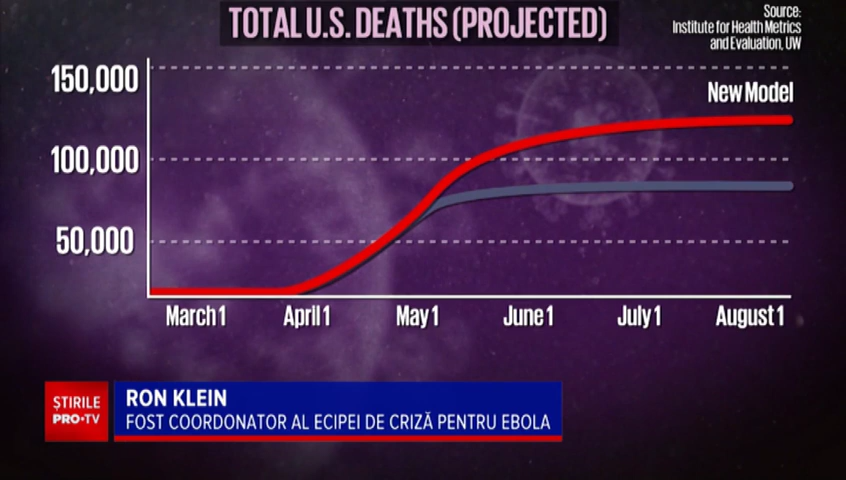 TOTAL U.S. DEATHS (PROJECTED)
Source:
Institute for Health Metrics
and Evaluation, UW
150,000
New Model
100,000
50,000
March 1 April 1 May 1 June 1 July 1 August 1
ȘTIRILE
PRO•TV
RON KLEIN
FOST COORDONATOR AL ECIPEI DE CRIZĂ PENTRU EBOLA